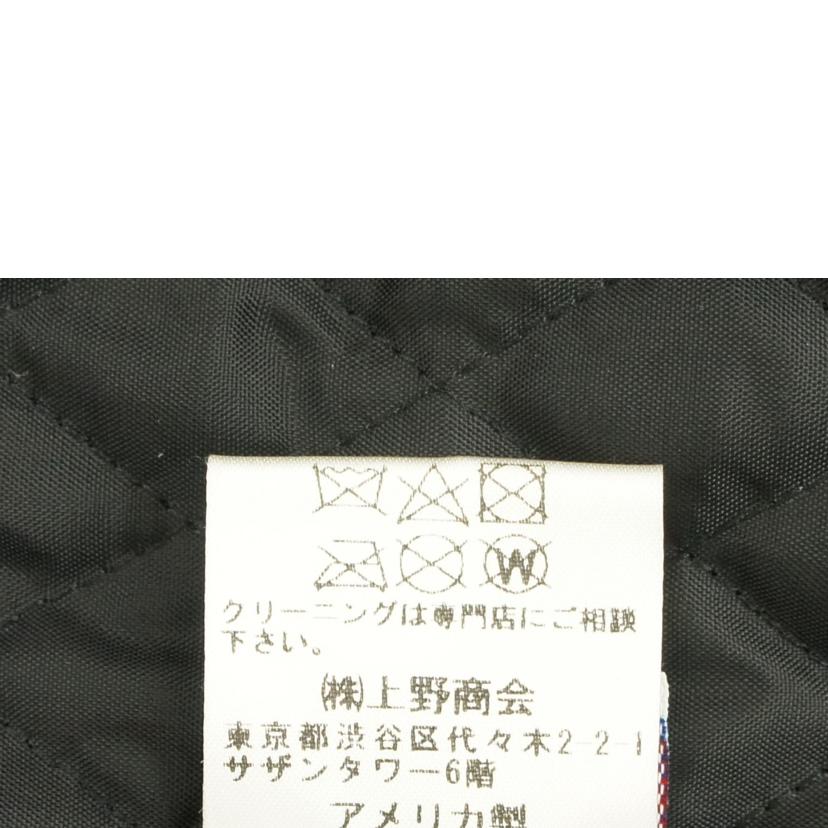 W
クリーニングは専門店にご相談
下さい。
㈱上野商会
東京都渋谷区代々木2-2-1
サザンタワー6階
アメリカ製